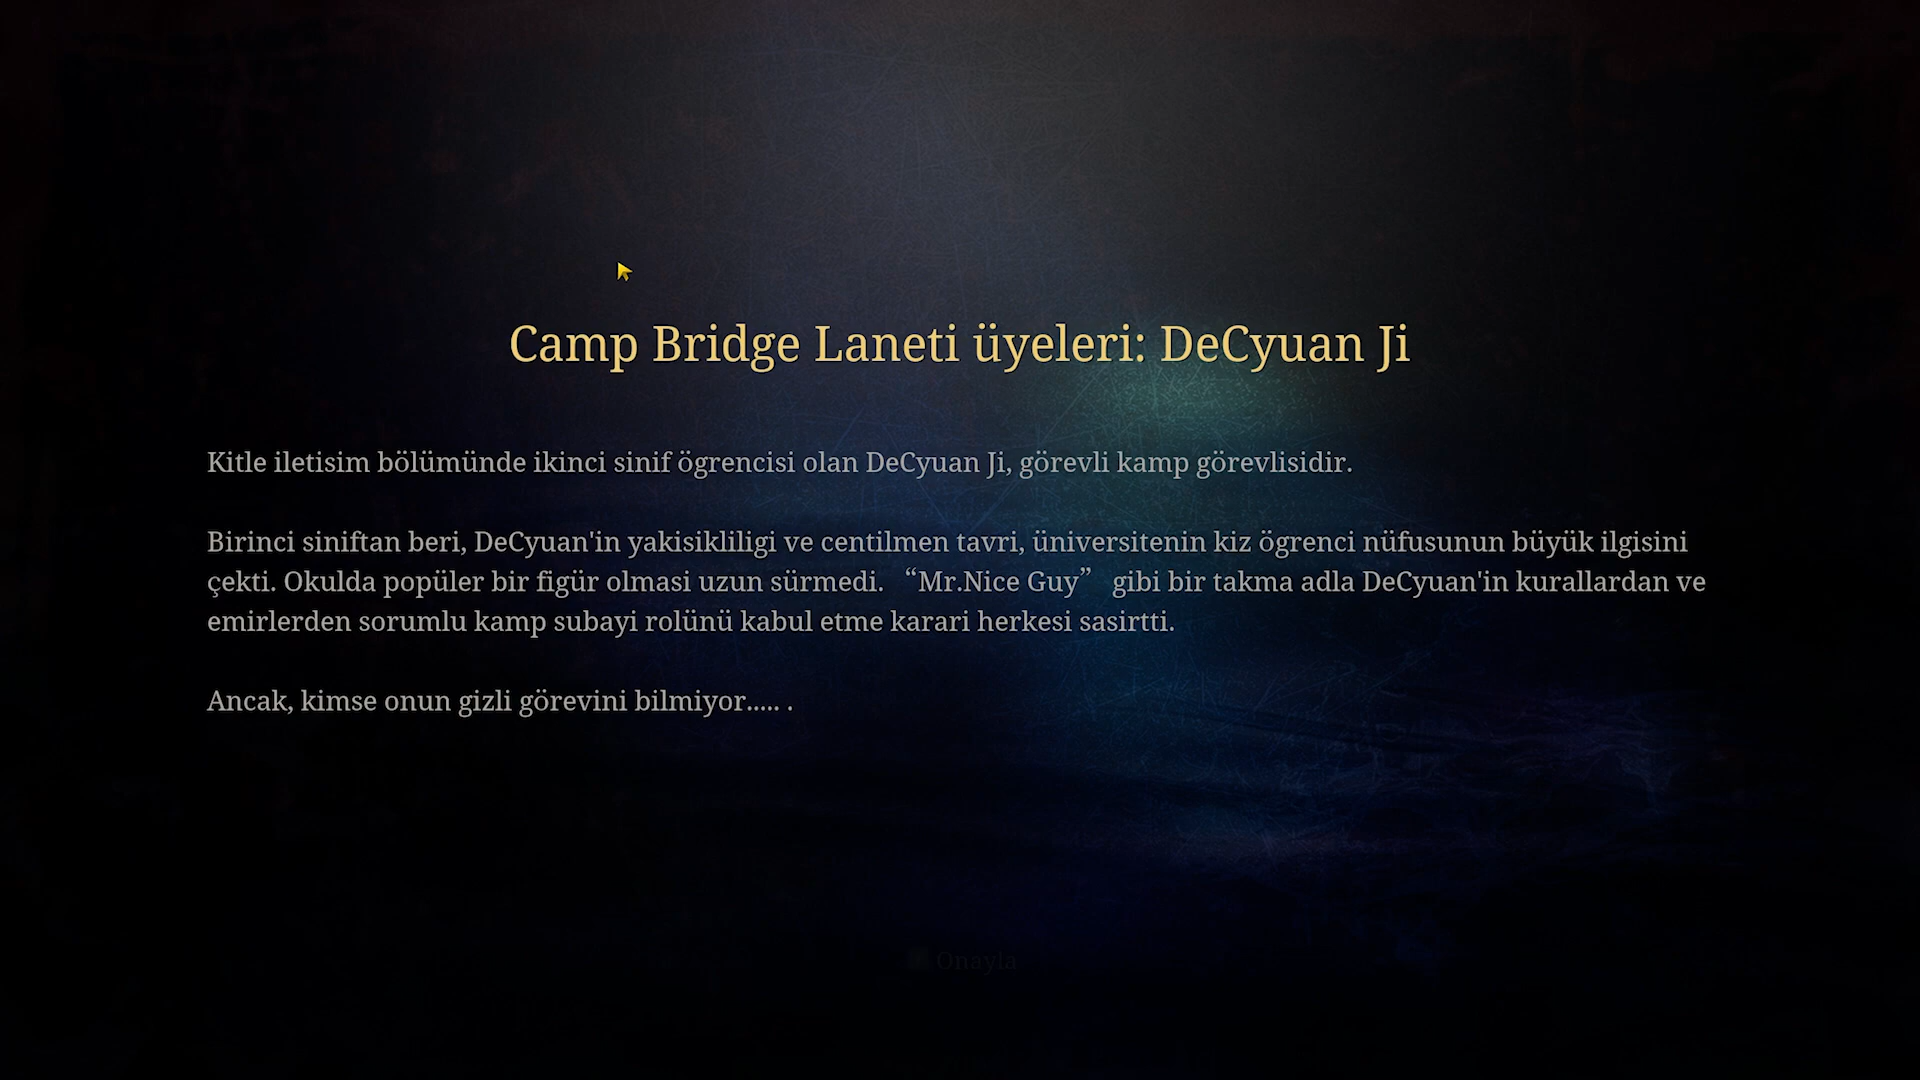 Camp Bridge Laneti üyeleri: DeCyuan Ji
Kitle iletisim bölümünde ikinci sinif ögrencisi olan DeCyuan Ji, görevli kamp görevlisidir.
Birinci siniftan beri, DeCyuan'in yakisikliligi ve centilmen tavri, üniversitenin kiz ögrenci nüfusunun büyük ilgisini
çekti. Okulda popüler bir figür olmasi uzun sürmedi. “Mr.Nice Guy” gibi bir takma adla DeCyuan'in kurallardan ve
emirlerden sorumlu kamp subayi rolünü kabul etme karari herkesi sasirtti.
Ancak, kimse onun gizli görevini bilmiyor..... .
Onayla